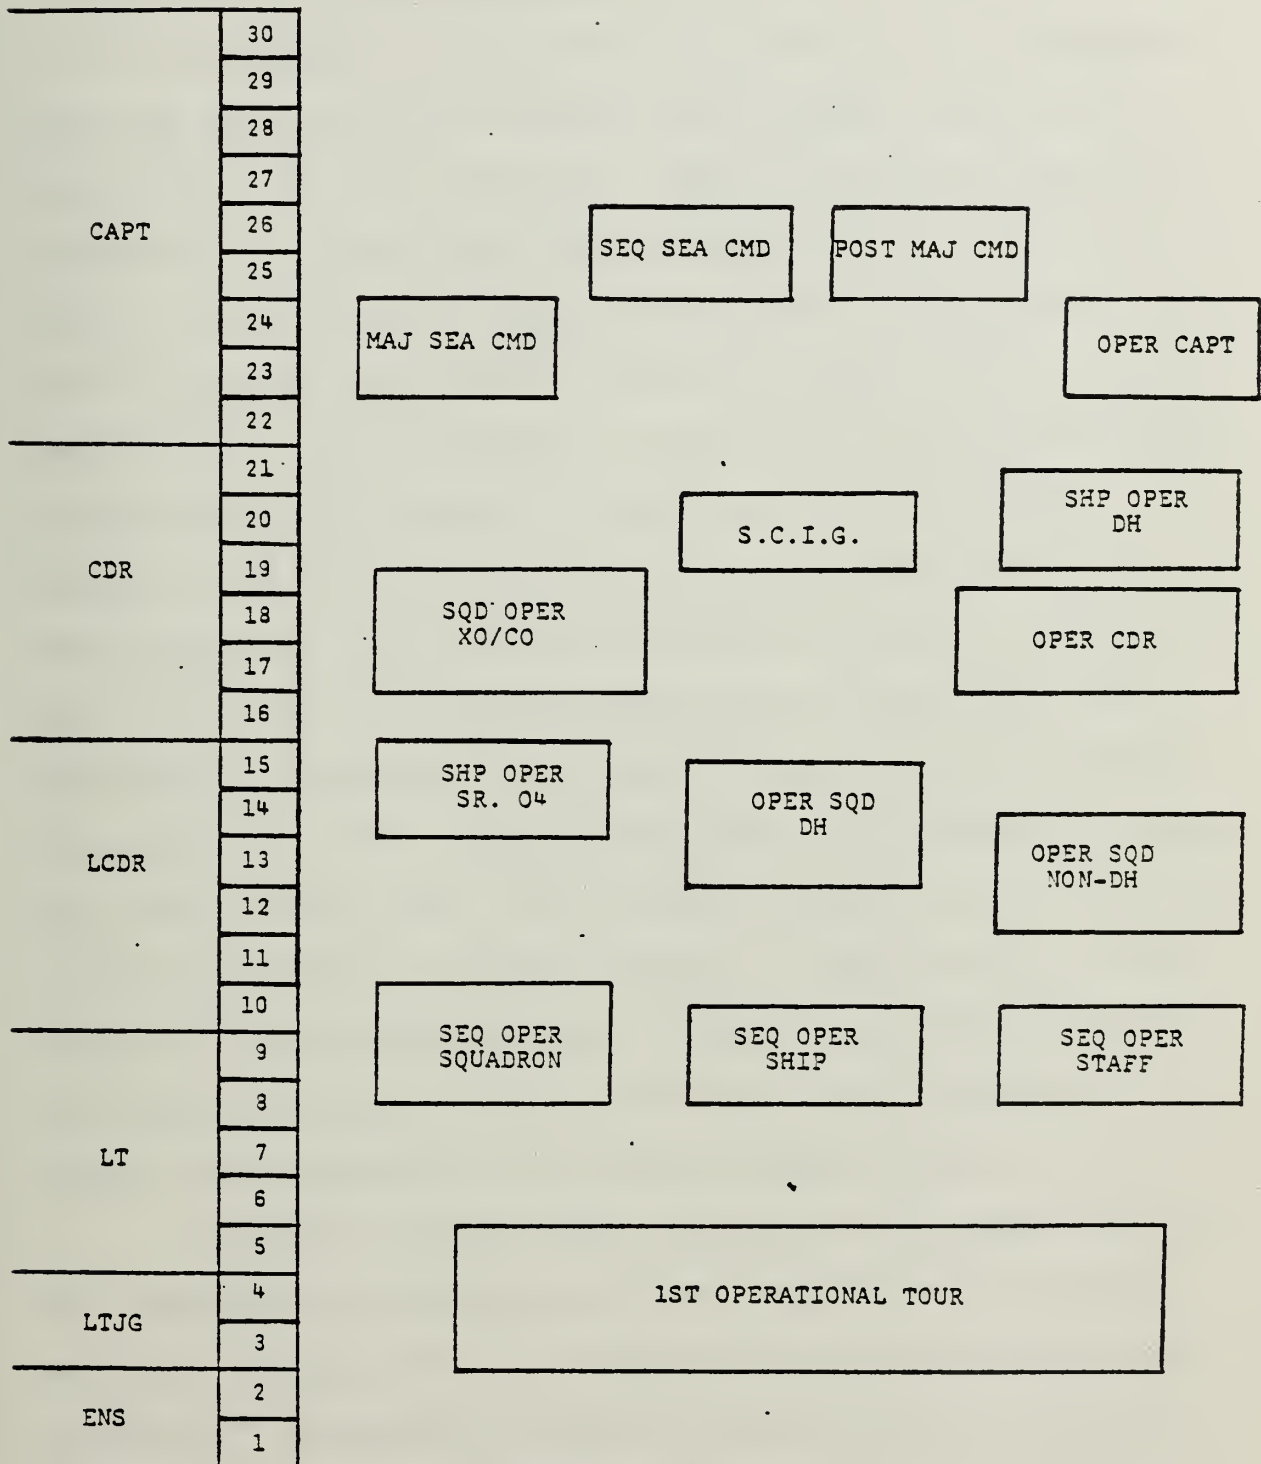 30
29
28
27
CAPT
26
SEQ SEA CMD
POST MAJ CMD
25
24
MAJ SEA CMD
OPER CAPT
23
22
21
SHP OPER
DH
20
S.C.I.G.
CDR
19
SQD OPER
XO/CO
18
OPER CDR
17
16
15
SHP OPER
SR. O4
14
OPER SQD
DH
LCDR
13
OPER SQD
NON-DH
12
11
10
SEQ OPER
SQUADRON
SEQ OPER
SHIP
SEQ OPER
STAFF
9
8
LT
7
6
5
4
1ST OPERATIONAL TOUR
LTJG
3
2
ENS
1